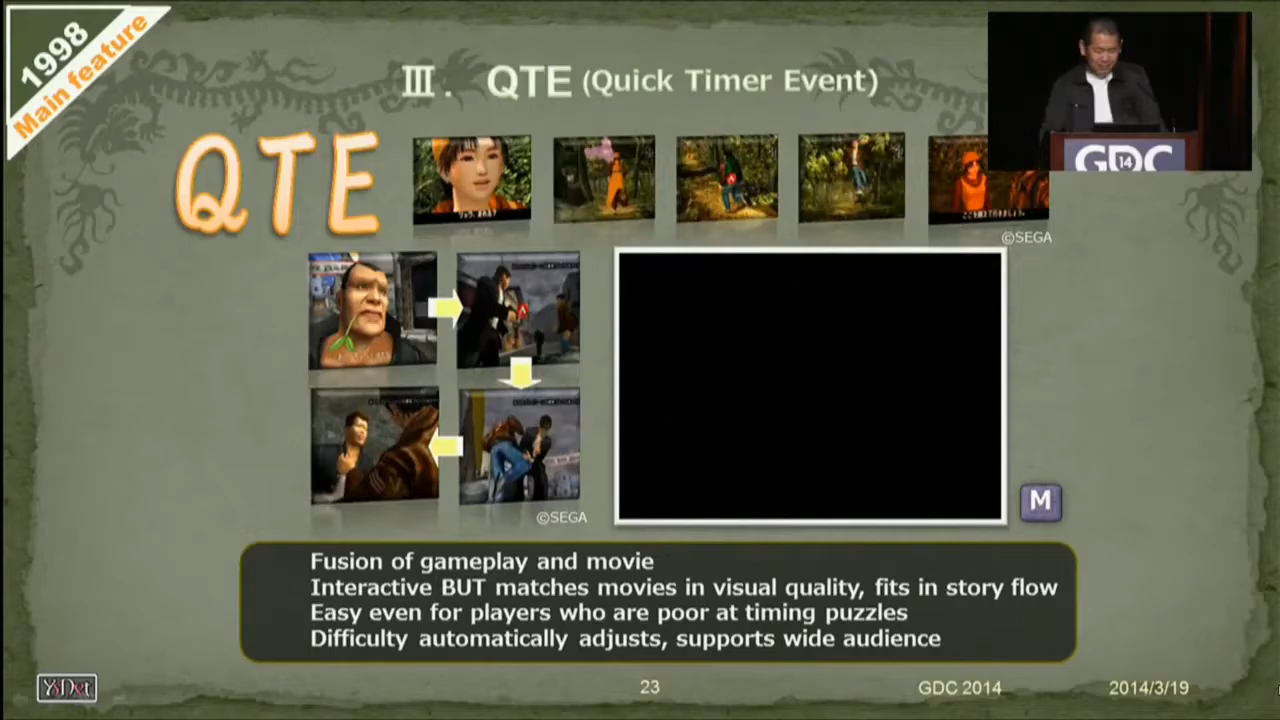 1998
Main feature
Ⅲ. QTE (Quick Timer Event)
QTE
GDC 14
©SEGA
©SEGA
M
Fusion of gameplay and movie
Interactive BUT matches movies in visual quality, fits in story flow
Easy even for players who are poor at timing puzzles
Difficulty automatically adjusts, supports wide audience
YsNet
23
GDC 2014
2014/3/19